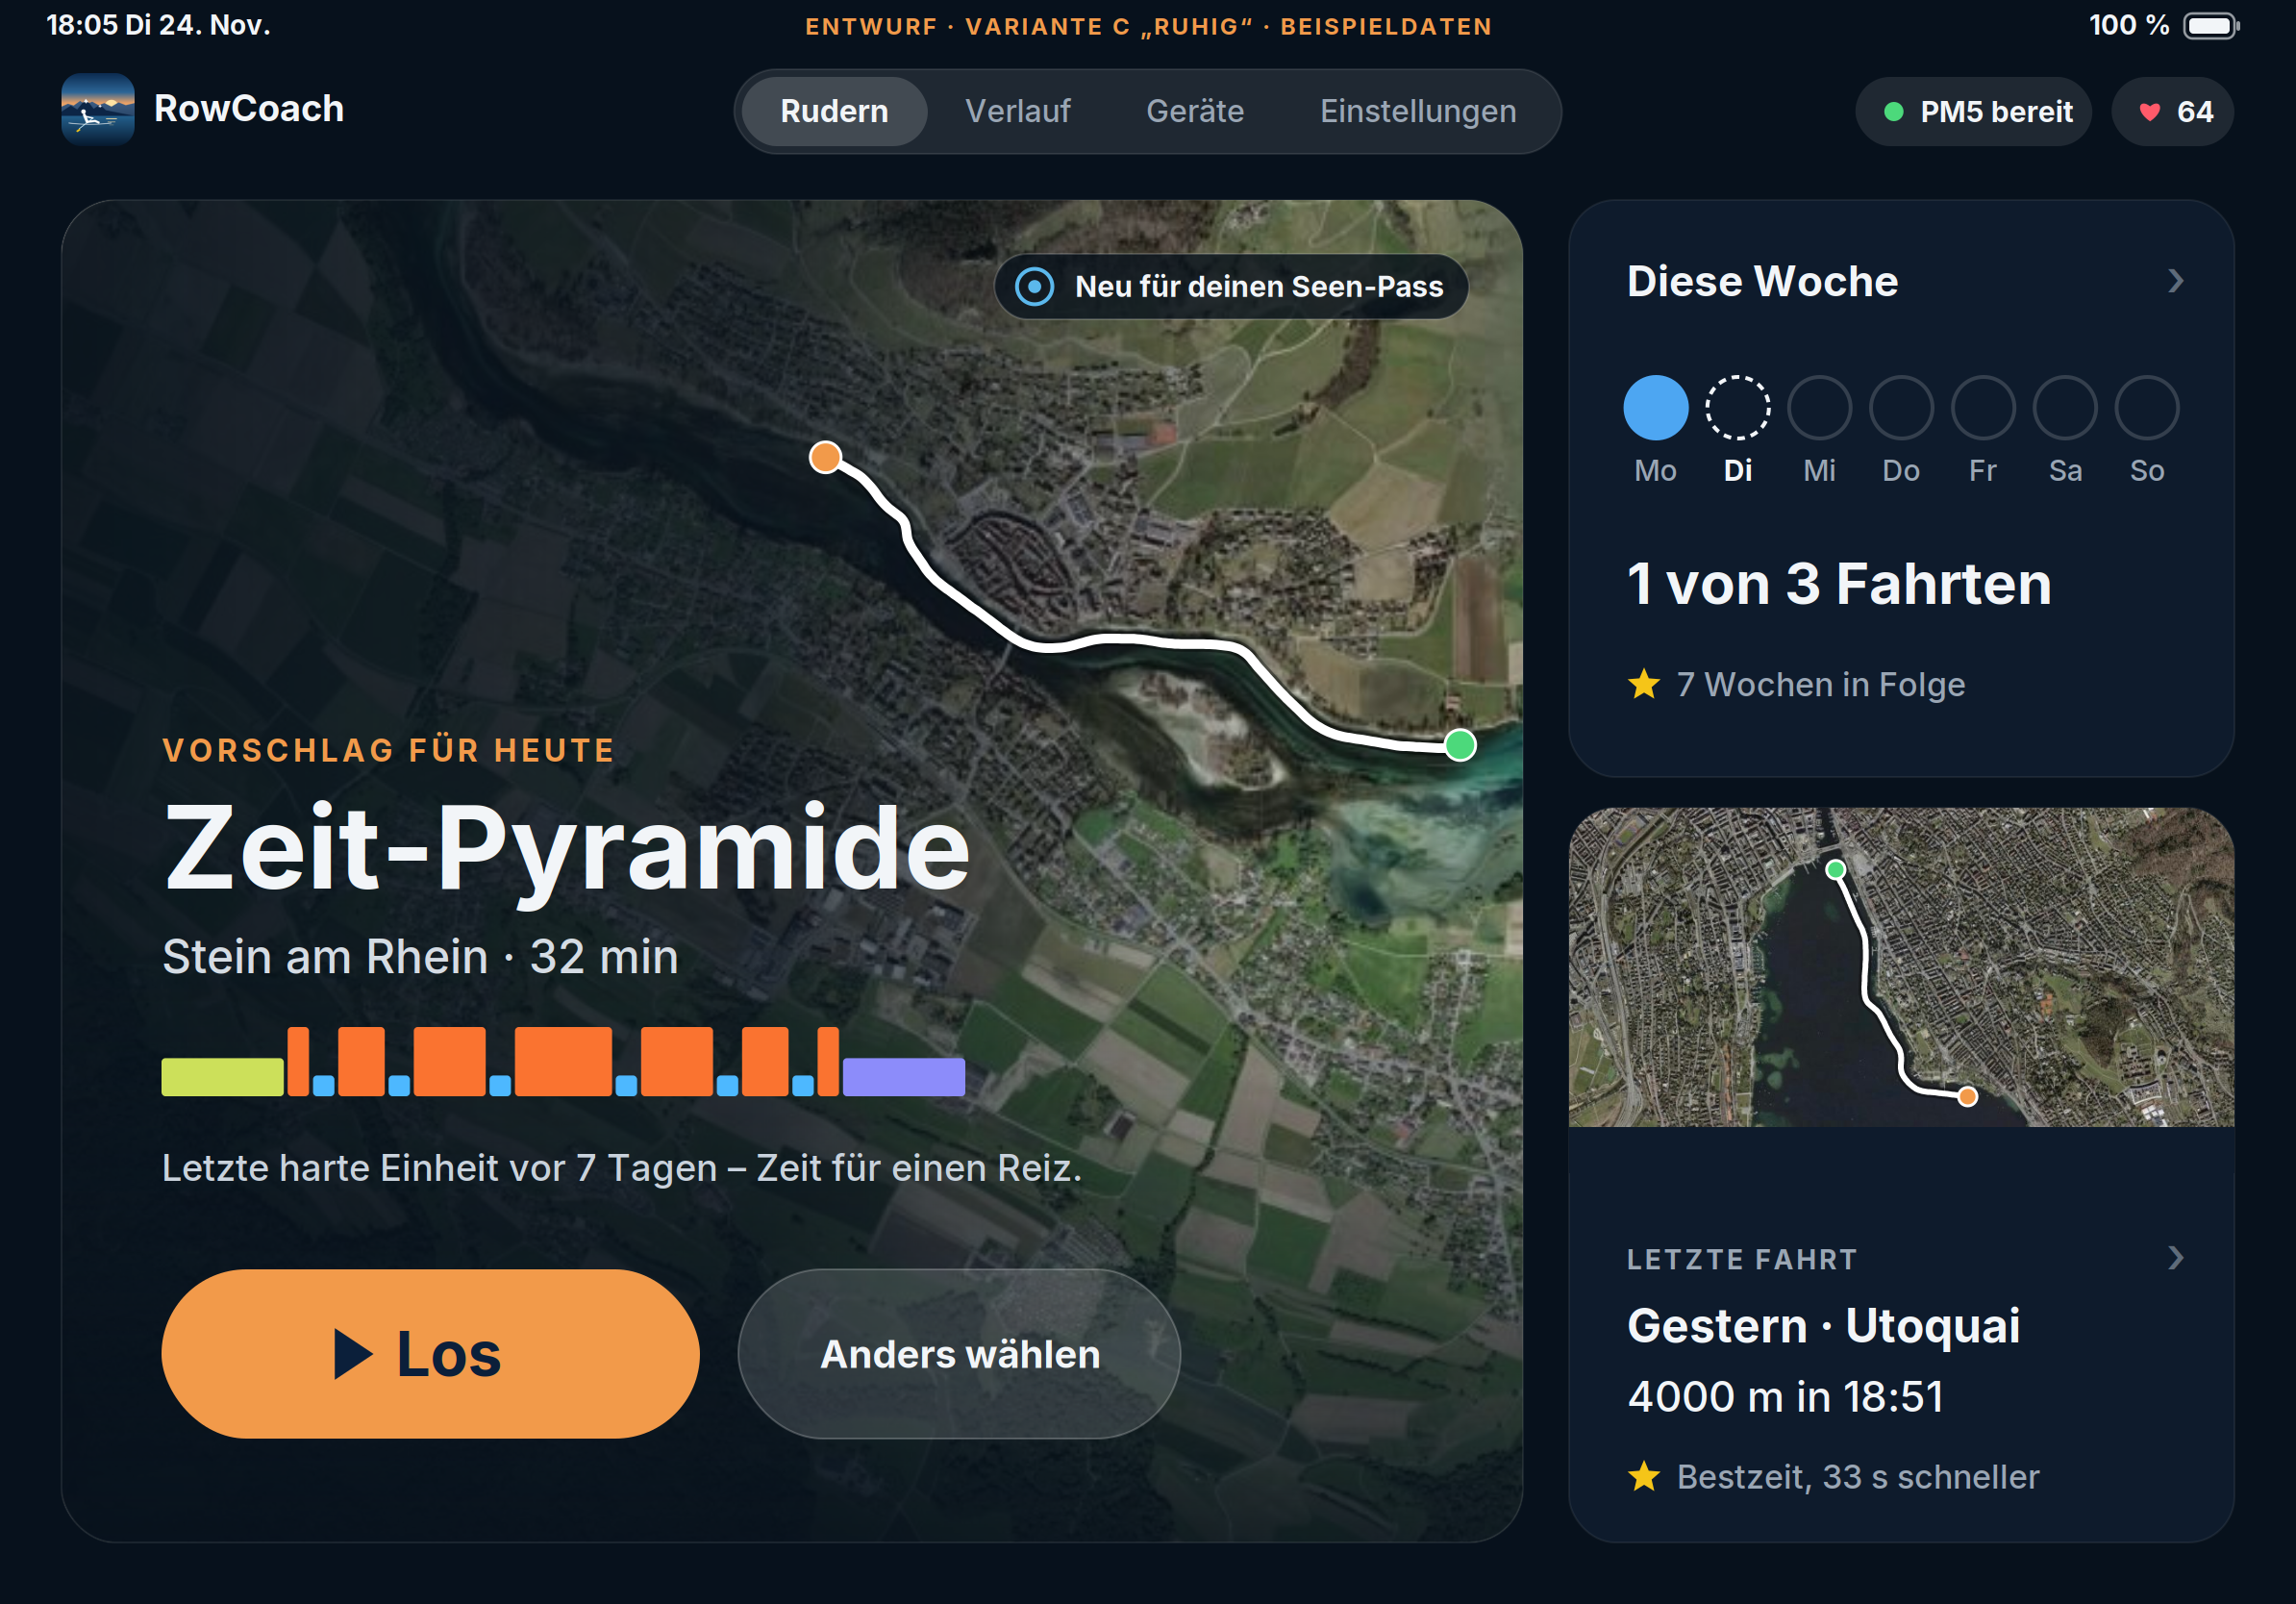 18:05 Di 24. Nov.
ENTWURF · VARIANTE C „RUHIG“ · BEISPIELDATEN
100 %
RowCoach
Rudern
Verlauf
Geräte
Einstellungen
PM5 bereit
64
Neu für deinen Seen-Pass
VORSCHLAG FÜR HEUTE
Zeit-Pyramide
Stein am Rhein · 32 min
Letzte harte Einheit vor 7 Tagen – Zeit für einen Reiz.
Los
Anders wählen
Diese Woche
Mo Di Mi Do Fr Sa So
1 von 3 Fahrten
7 Wochen in Folge
LETZTE FAHRT
Gestern · Utoquai
4000 m in 18:51
Bestzeit, 33 s schneller